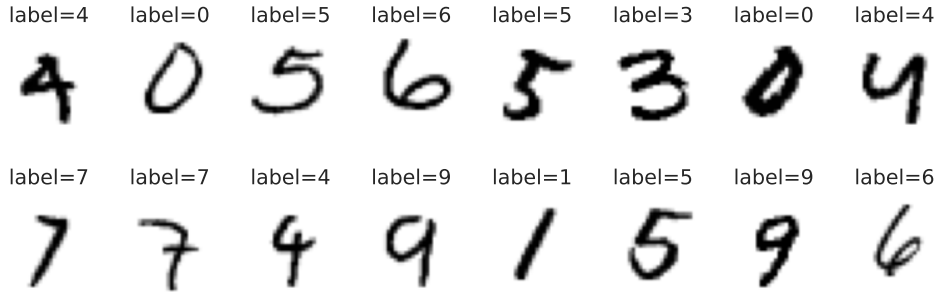 label=4 label=0 label=5 label=6 label=5 label=3 label=0 label=4
4 0 5 6 5 3 0 4
label=7 label=7 label=4 label=9 label=1 label=5 label=9 label=6
7 7 4 9 1 5 9 6